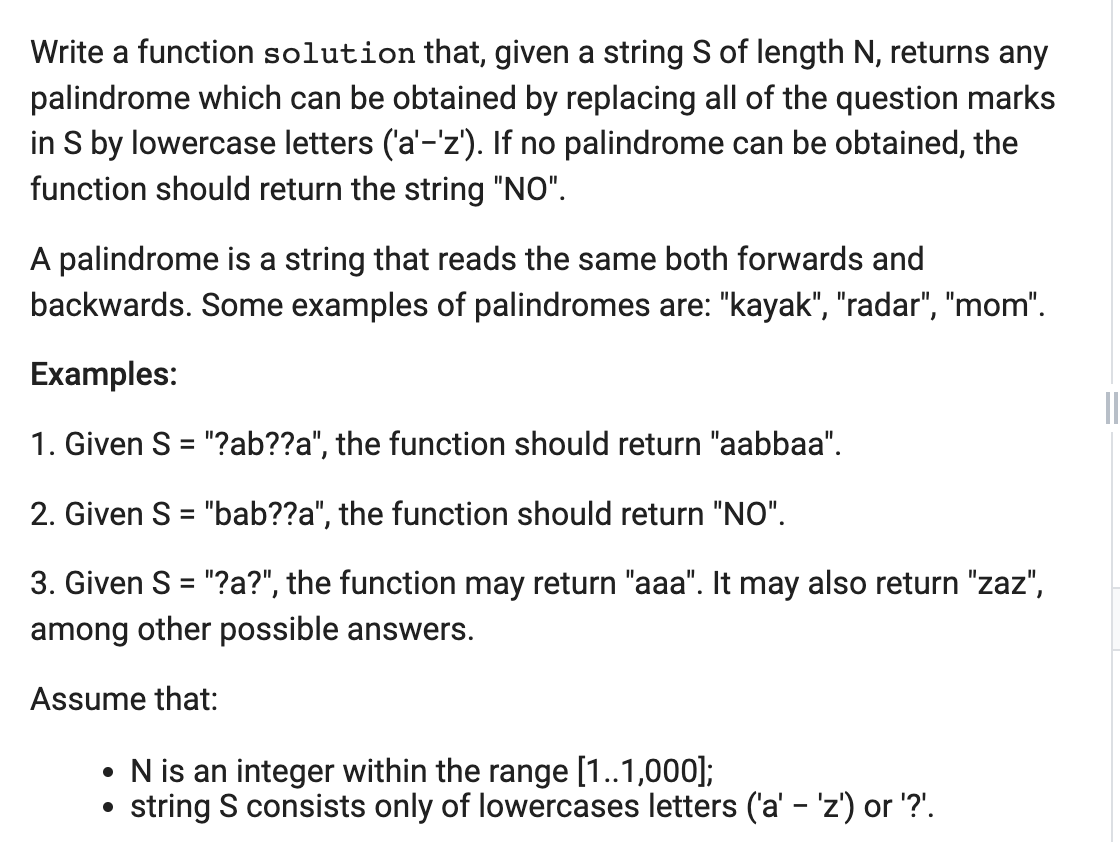 Write a function solution that, given a string S of length N, returns any
palindrome which can be obtained by replacing all of the question marks
in S by lowercase letters ('a'−'z'). If no palindrome can be obtained, the
function should return the string "NO".
A palindrome is a string that reads the same both forwards and
backwards. Some examples of palindromes are: "kayak", "radar", "mom".
Examples:
1. Given S = "?ab??a", the function should return "aabbaa".
2. Given S = "bab??a", the function should return "NO".
3. Given S = "?a?", the function may return "aaa". It may also return "zaz",
among other possible answers.
Assume that:
• N is an integer within the range [1..1,000];
• string S consists only of lowercases letters ('a' − 'z') or '?'.